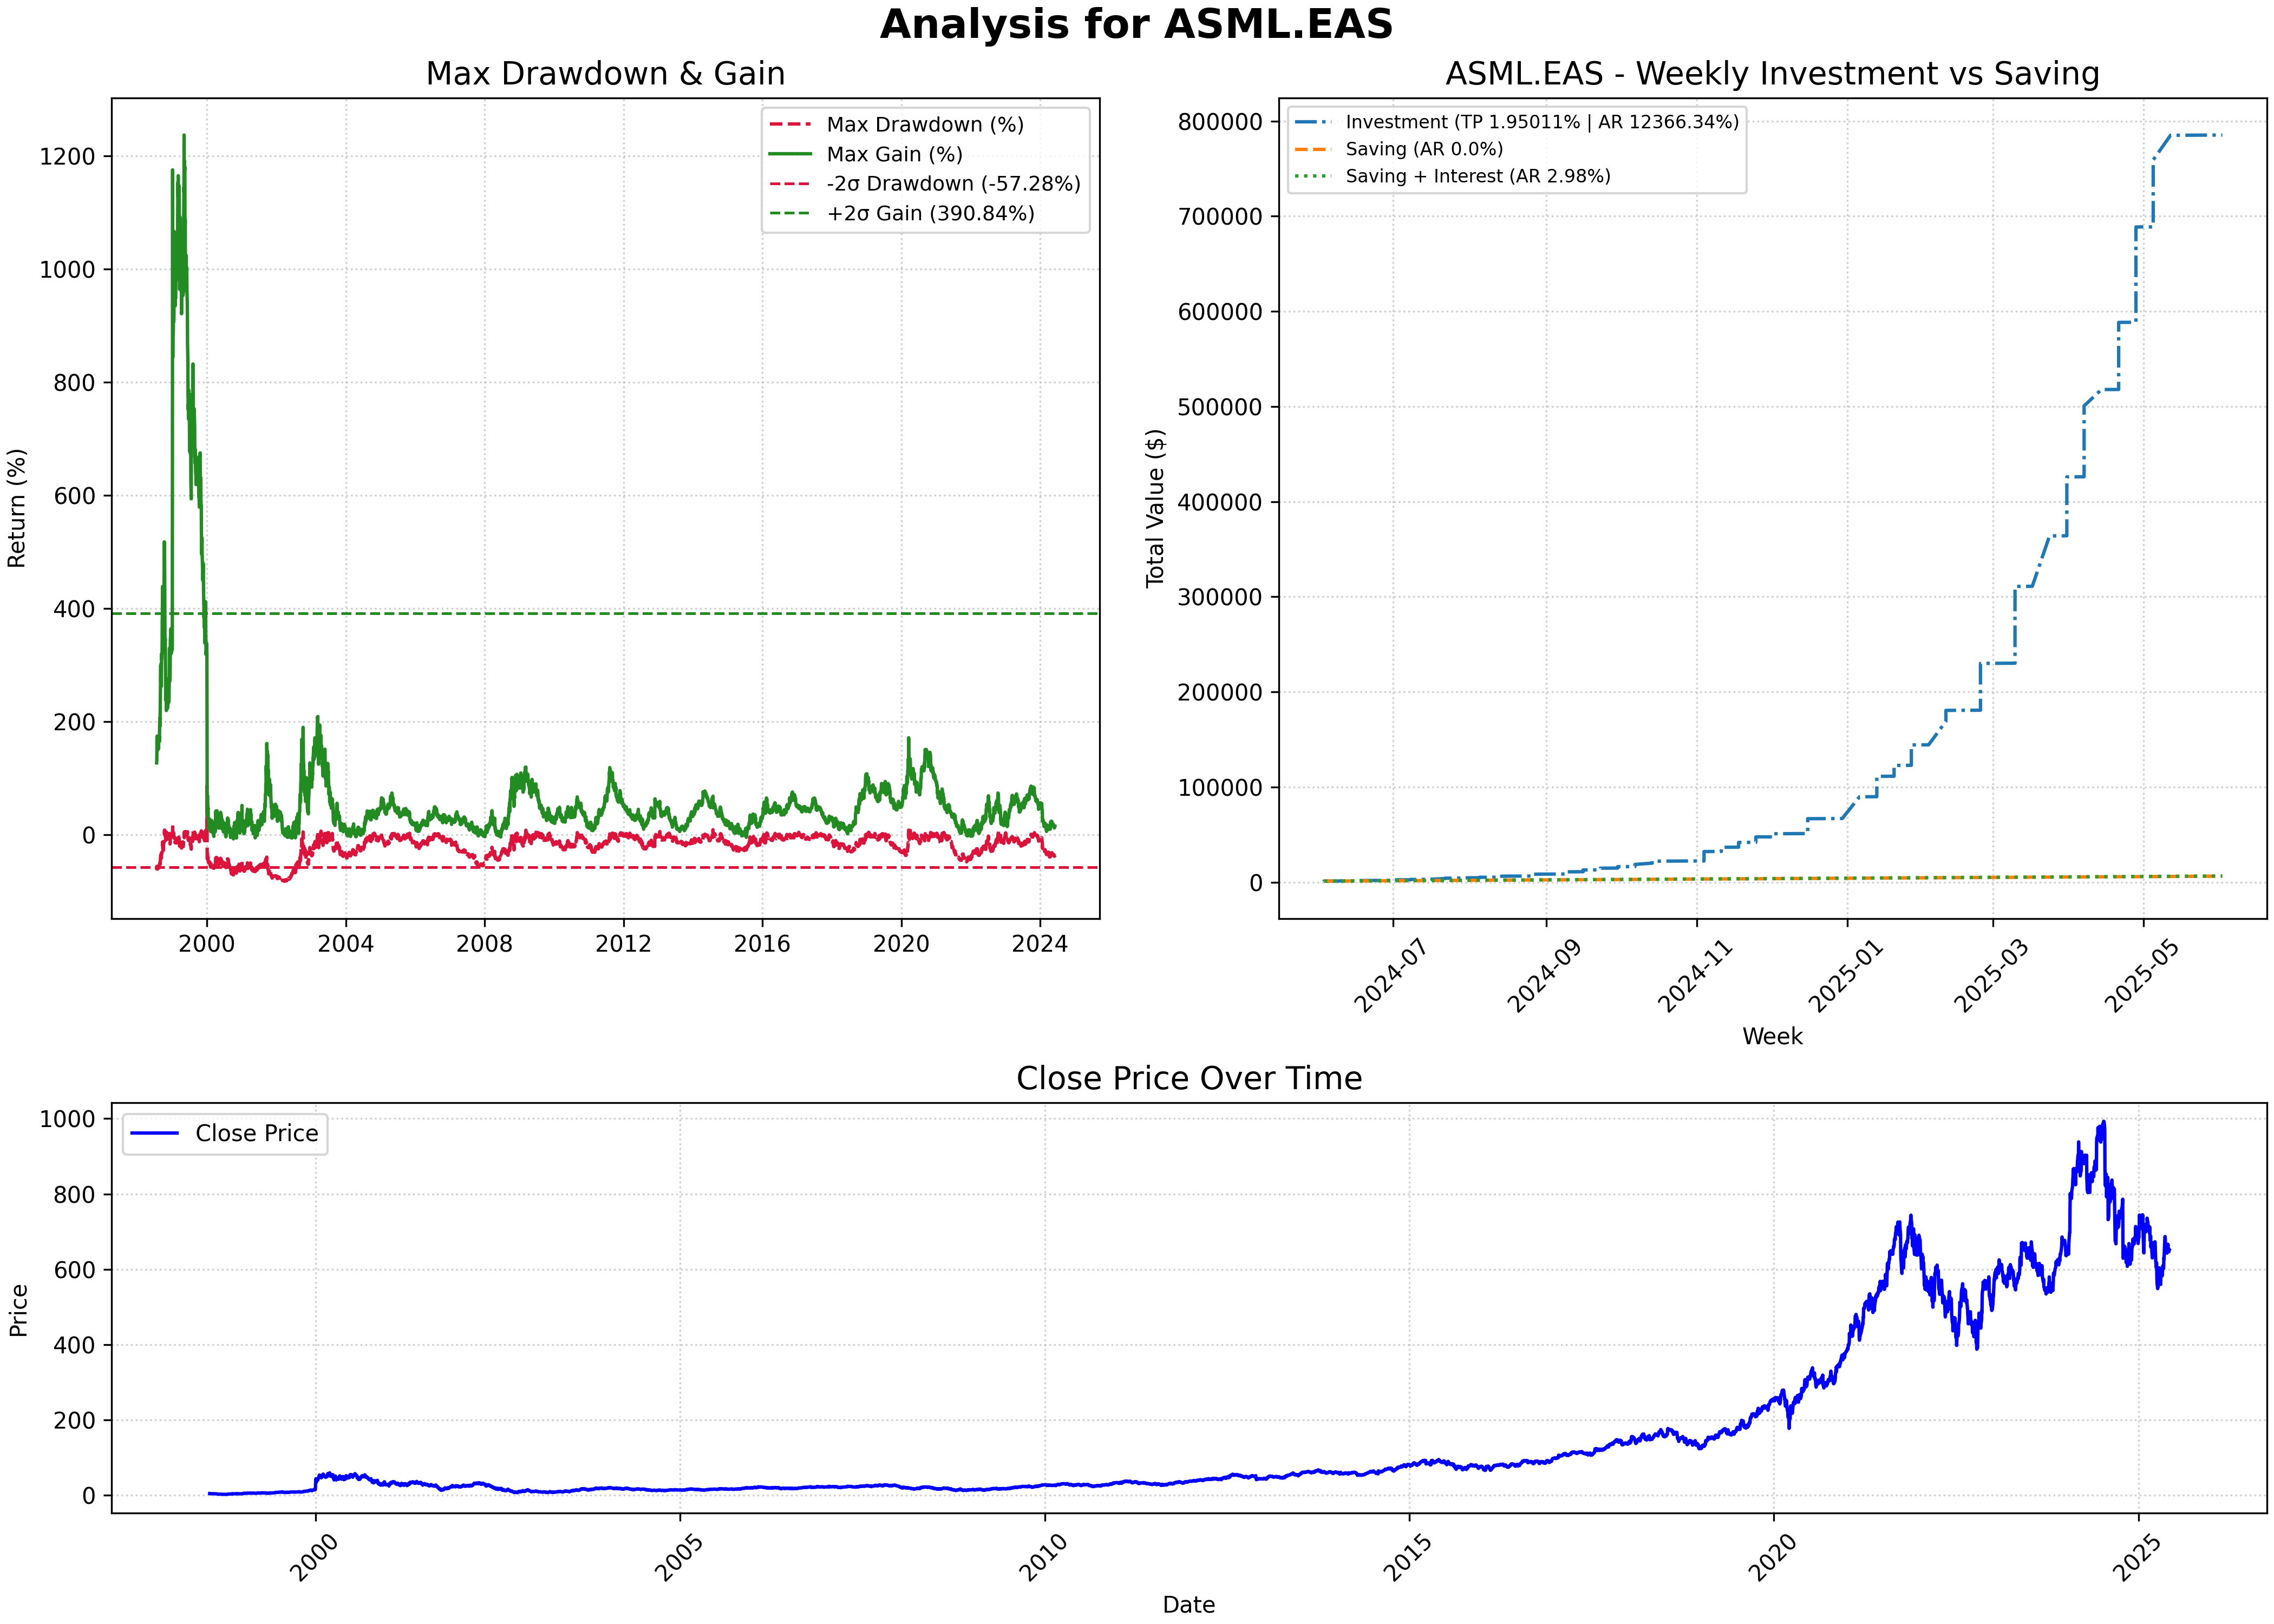 Analysis for ASML.EAS
Max Drawdown & Gain
Return (%)
1200
1000
800
600
400
200
0
Max Drawdown (%)
Max Gain (%)
-2σ Drawdown (-57.28%)
+2σ Gain (390.84%)
2000
2004
2008
2012
2016
2020
2024
ASML.EAS - Weekly Investment vs Saving
Total Value ($)
800000
700000
600000
500000
400000
300000
200000
100000
0
Investment (TP 1.95011% | AR 12366.34%)
Saving (AR 0.0%)
Saving + Interest (AR 2.98%)
2024-07
2024-09
2024-11
2025-01
2025-03
2025-05
Week
Close Price Over Time
Price
1000
800
600
400
200
0
Close Price
2000
2005
2010
2015
2020
2025
Date